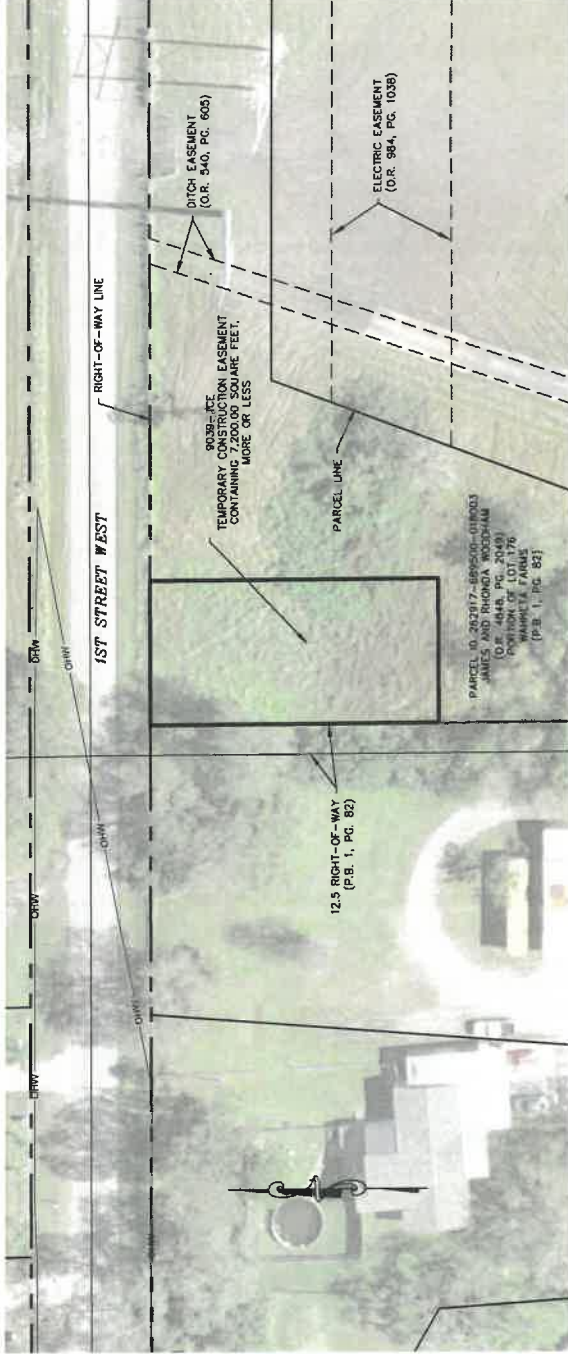 OHW
OHW
OHW
OHW
OHW
OHW
OHW
1ST STREET WEST
RIGHT-OF-WAY LINE
DITCH EASEMENT
(O.R. 540, PG. 605)
9039-TCE
TEMPORARY CONSTRUCTION EASEMENT
CONTAINING 7,200.00 SQUARE FEET,
MORE OR LESS
ELECTRIC EASEMENT
(O.R. 984, PG. 1038)
PARCEL LINE
12.5 RIGHT-OF-WAY
(P.B. 1, PG. 82)
PARCEL ID 262917-689500-018003
JAMES AND RHONDA WOODHAM
(O.R. 4848, PG. 2049)
PORTION OF LOT 176
WAHNETA FARMS
(P.B. 1, PG. 82)